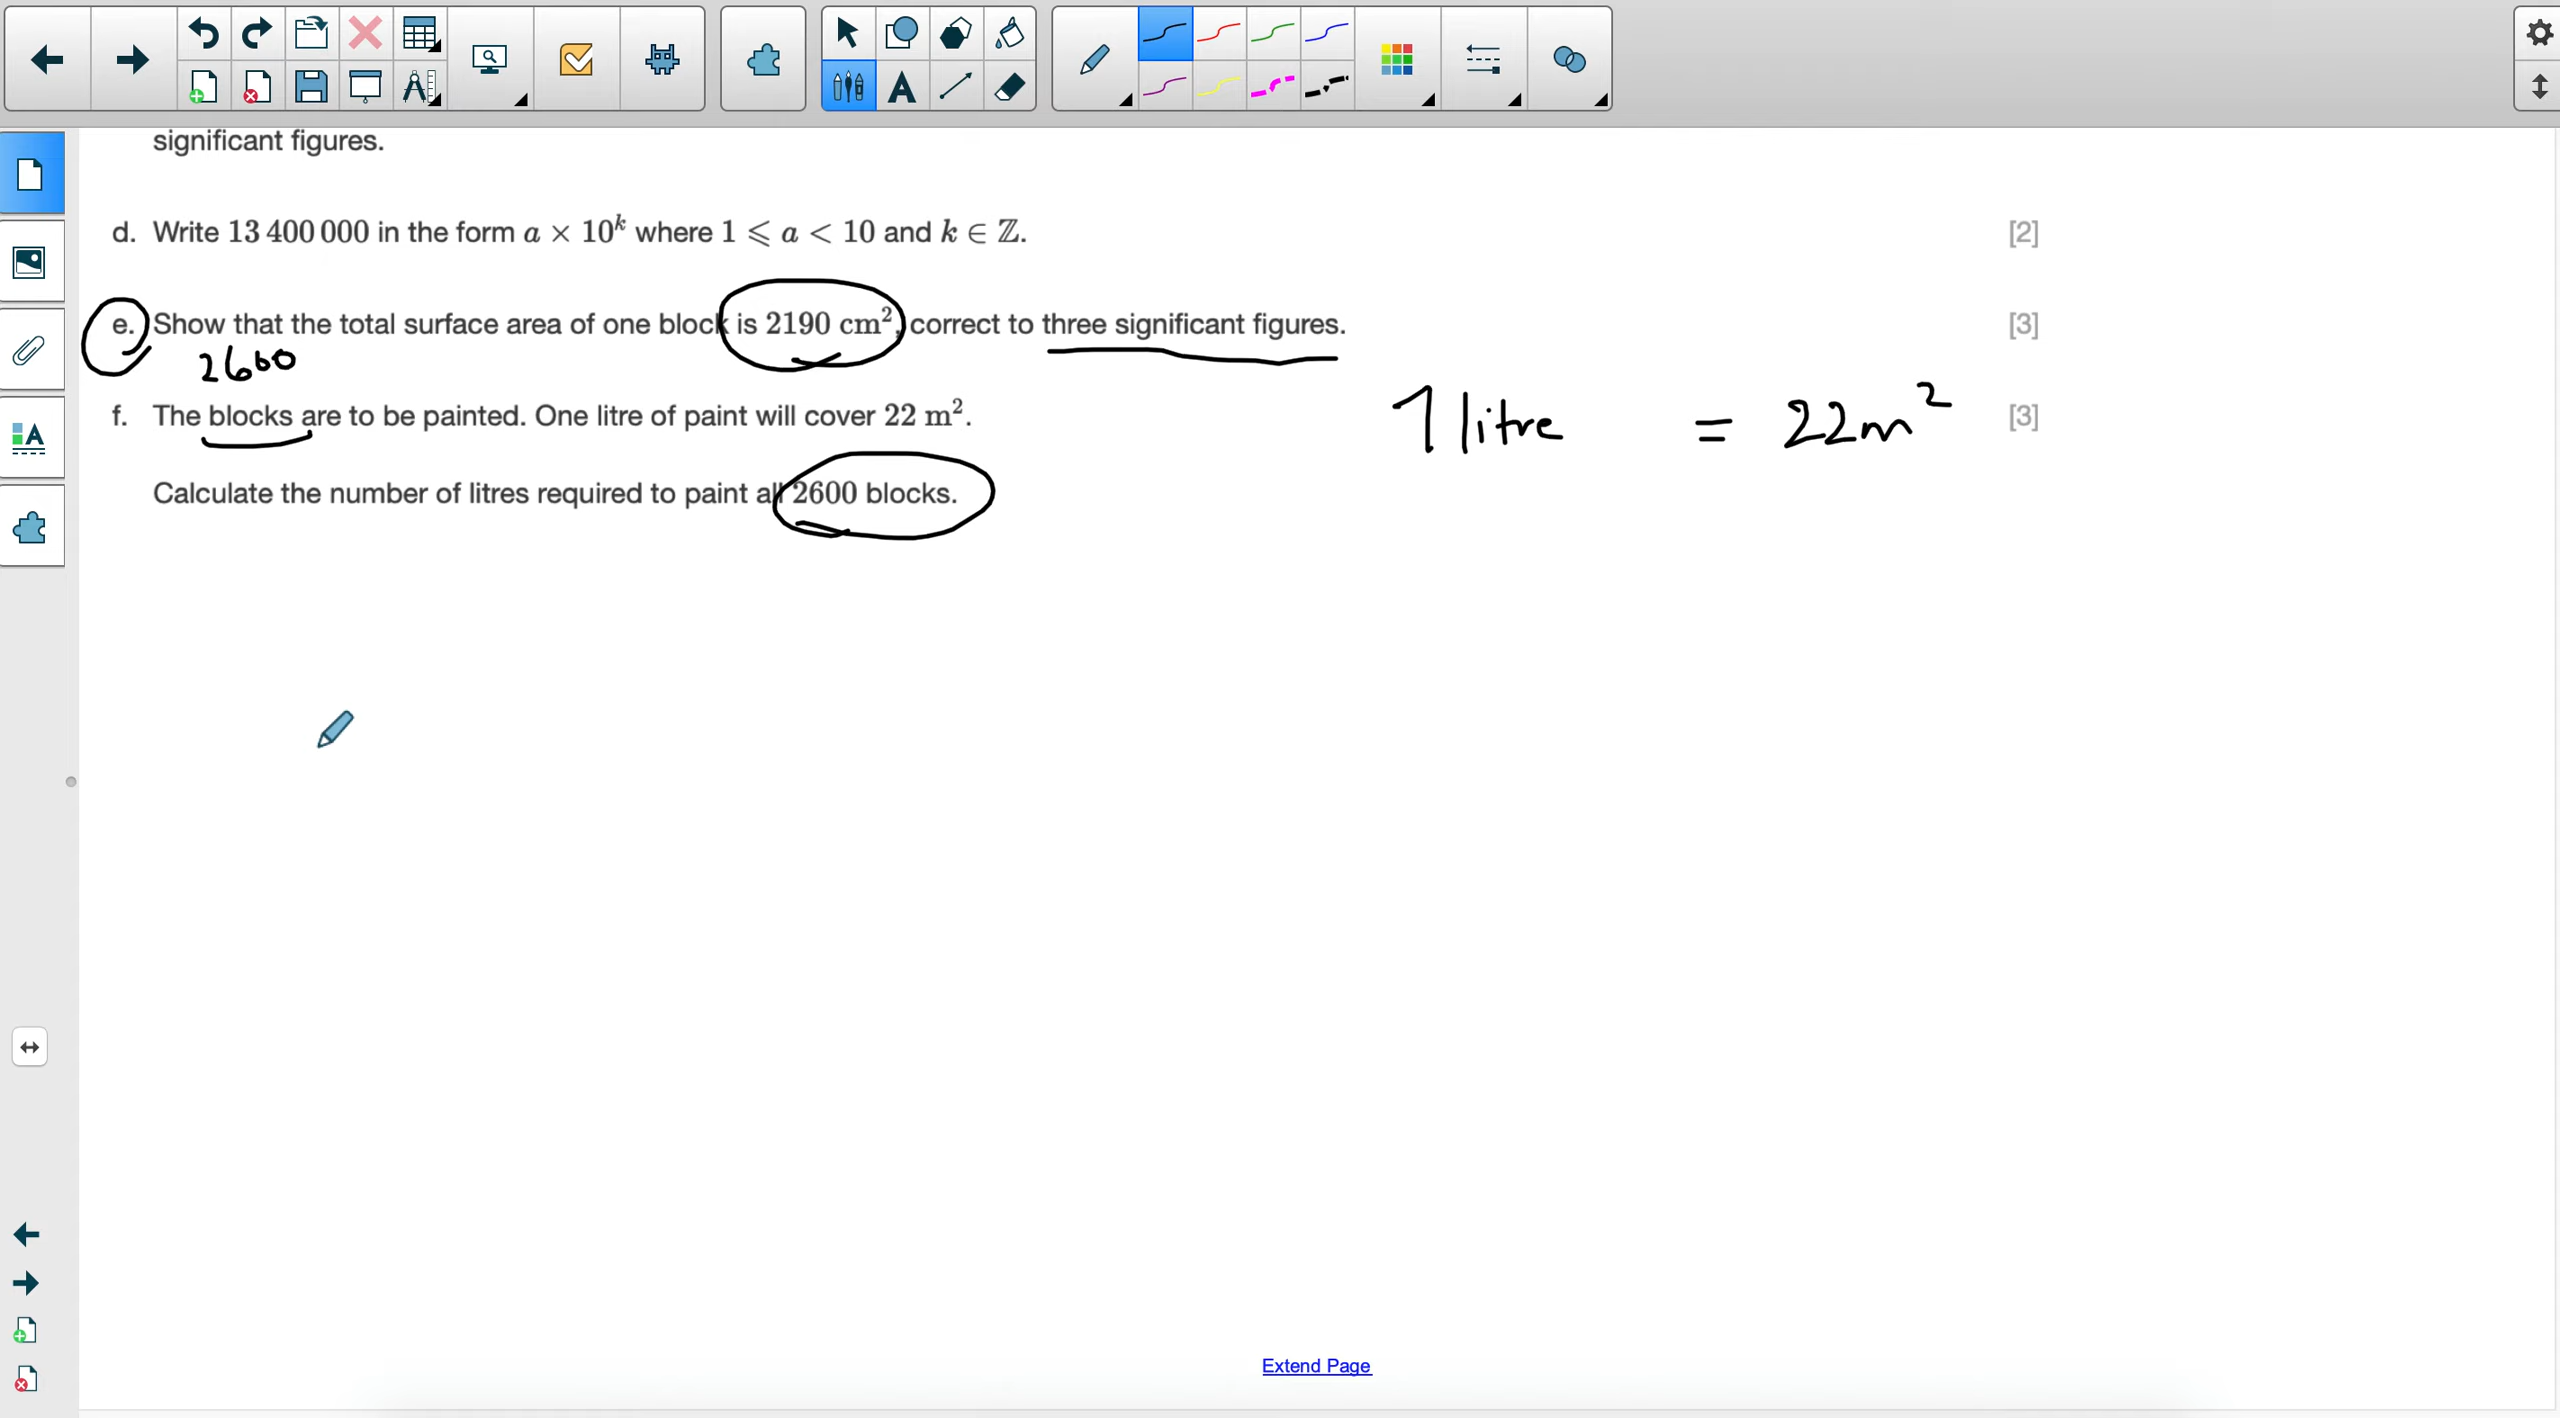 significant figures.
d. Write 13 400 000 in the form a × 10^k where 1 ⩽ a < 10 and k ∈ ℤ. [2]
e. Show that the total surface area of one block is 2190 cm², correct to three significant figures. [3]
2600
f. The blocks are to be painted. One litre of paint will cover 22 m². [3]
1 litre = 22m²
Calculate the number of litres required to paint all 2600 blocks.
Extend Page